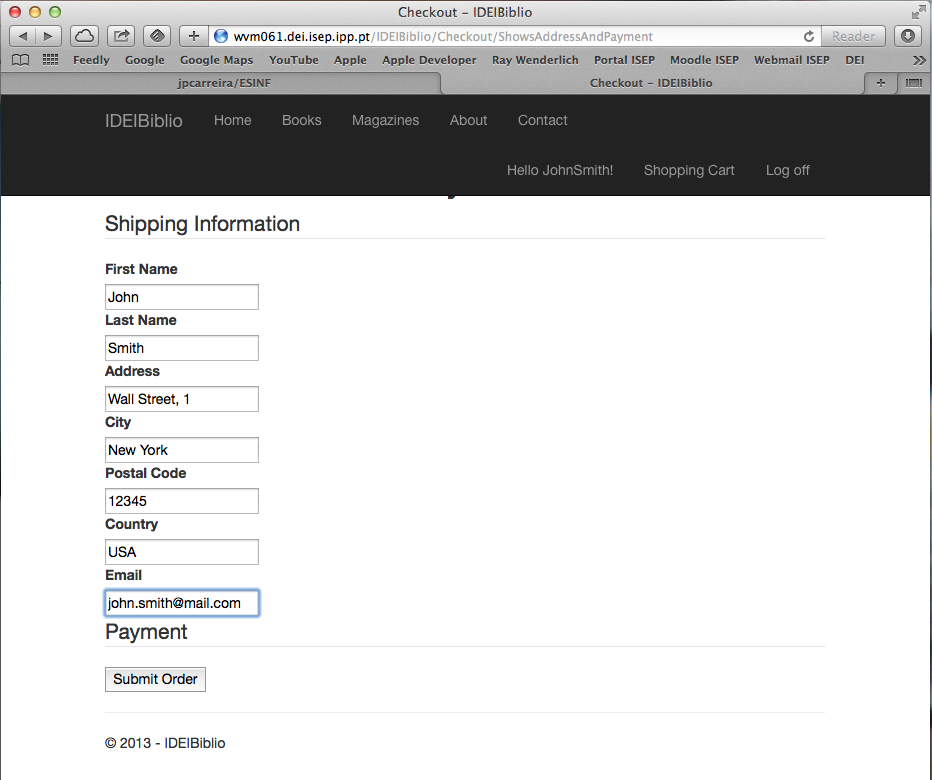 Checkout – IDEIBiblio
wvm061.dei.isep.ipp.pt/IDEIBiblio/Checkout/ShowsAddressAndPayment
Reader
Feedly Google Google Maps YouTube Apple Apple Developer Ray Wenderlich Portal ISEP Moodle ISEP Webmail ISEP DEI
jpcarreira/ESINF Checkout – IDEIBiblio
IDEIBiblio Home Books Magazines About Contact
Hello JohnSmith! Shopping Cart Log off
Shipping Information
First Name
John
Last Name
Smith
Address
Wall Street, 1
City
New York
Postal Code
12345
Country
USA
Email
john.smith@mail.com
Payment
Submit Order
© 2013 - IDEIBiblio